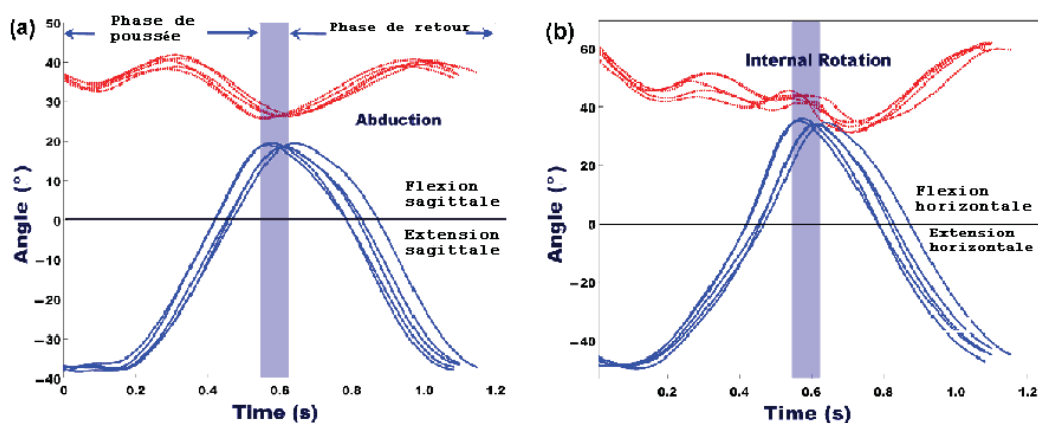 (a)
Phase de
poussée
Phase de retour
Abduction
Flexion
sagittale
Extension
sagittale
Angle (°)
50
40
30
20
10
0
−10
−20
−30
−40
0
0.2
0.4
0.6
0.8
1.0
1.2
Time (s)
(b)
Internal Rotation
Flexion
horizontale
Extension
horizontale
Angle (°)
60
40
20
0
−20
−40
0.2
0.4
0.6
0.8
1.0
1.2
Time (s)